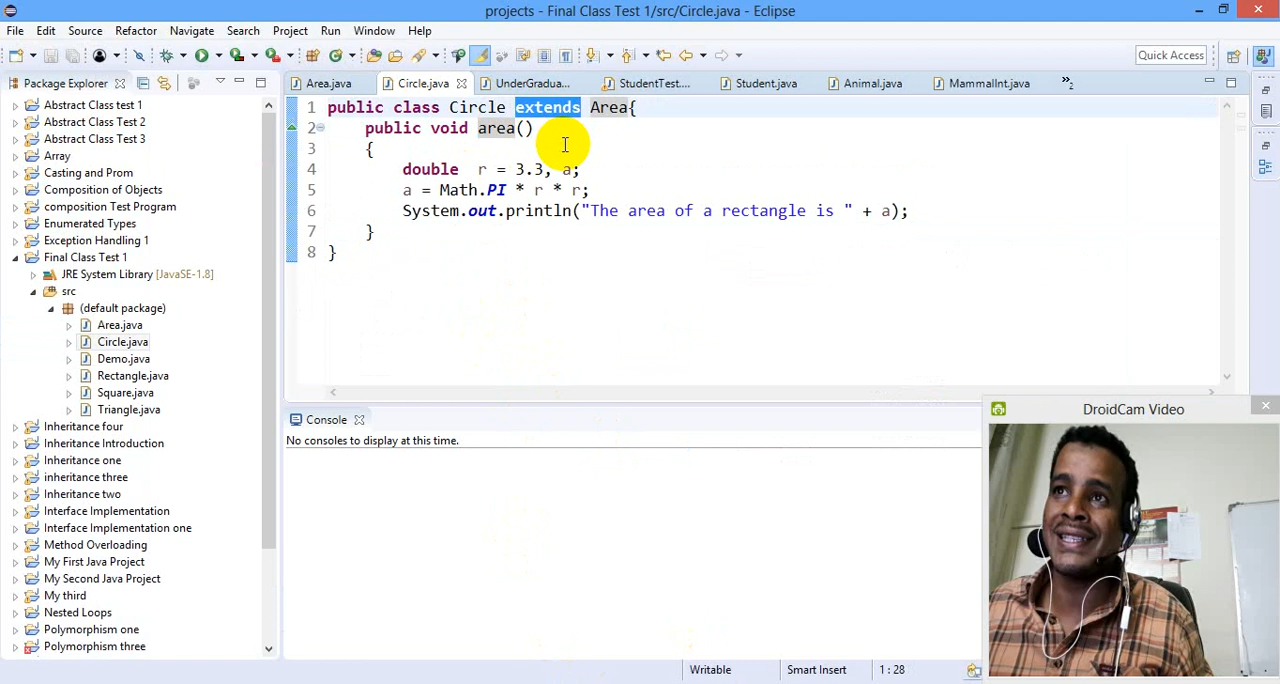 projects - Final Class Test 1/src/Circle.java - Eclipse
File Edit Source Refactor Navigate Search Project Run Window Help
Quick Access
Package Explorer
Area.java Circle.java UnderGradua... StudentTest... Student.java Animal.java MammalInt.java »2
Abstract Class test 1
Abstract Class Test 2
Abstract Class Test 3
Array
Casting and Prom
Composition of Objects
composition Test Program
Enumerated Types
Exception Handling 1
Final Class Test 1
JRE System Library [JavaSE-1.8]
src
(default package)
Area.java
Circle.java
Demo.java
Rectangle.java
Square.java
Triangle.java
Inheritance four
Inheritance Introduction
Inheritance one
inheritance three
Inheritance two
Interface Implementation
Interface Implementation one
Method Overloading
My First Java Project
My Second Java Project
My third
Nested Loops
Polymorphism one
Polymorphism three
1 public class Circle extends Area{
2 public void area()
3 {
4 double r = 3.3, a;
5 a = Math.PI * r * r;
6 System.out.println("The area of a rectangle is " + a);
7 }
8 }
Console
No consoles to display at this time.
DroidCam Video
Writable Smart Insert 1 : 28